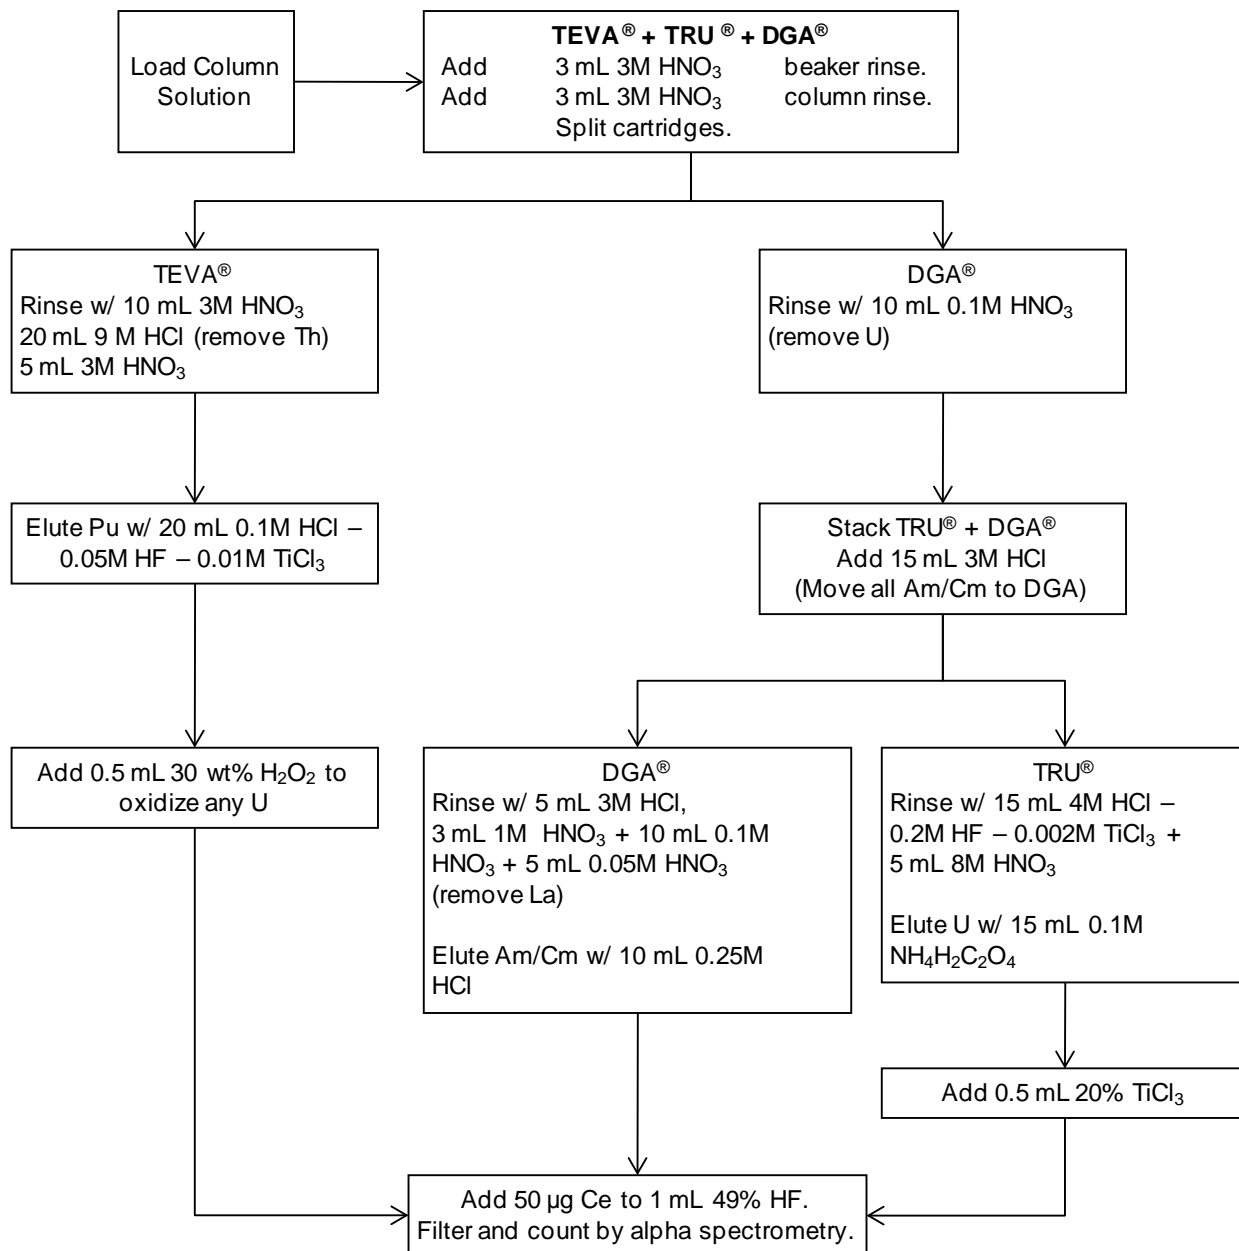 Load Column
Solution
TEVA® + TRU ® + DGA®
Add 3 mL 3M HNO₃ beaker rinse.
Add 3 mL 3M HNO₃ column rinse.
Split cartridges.
TEVA®
Rinse w/ 10 mL 3M HNO₃
20 mL 9 M HCl (remove Th)
5 mL 3M HNO₃
DGA®
Rinse w/ 10 mL 0.1M HNO₃
(remove U)
Elute Pu w/ 20 mL 0.1M HCl –
0.05M HF – 0.01M TiCl₃
Stack TRU® + DGA®
Add 15 mL 3M HCl
(Move all Am/Cm to DGA)
Add 0.5 mL 30 wt% H₂O₂ to
oxidize any U
DGA®
Rinse w/ 5 mL 3M HCl,
3 mL 1M HNO₃ + 10 mL 0.1M
HNO₃ + 5 mL 0.05M HNO₃
(remove La)
Elute Am/Cm w/ 10 mL 0.25M
HCl
TRU®
Rinse w/ 15 mL 4M HCl –
0.2M HF – 0.002M TiCl₃ +
5 mL 8M HNO₃
Elute U w/ 15 mL 0.1M
NH₄H₂C₂O₄
Add 0.5 mL 20% TiCl₃
Add 50 µg Ce to 1 mL 49% HF.
Filter and count by alpha spectrometry.